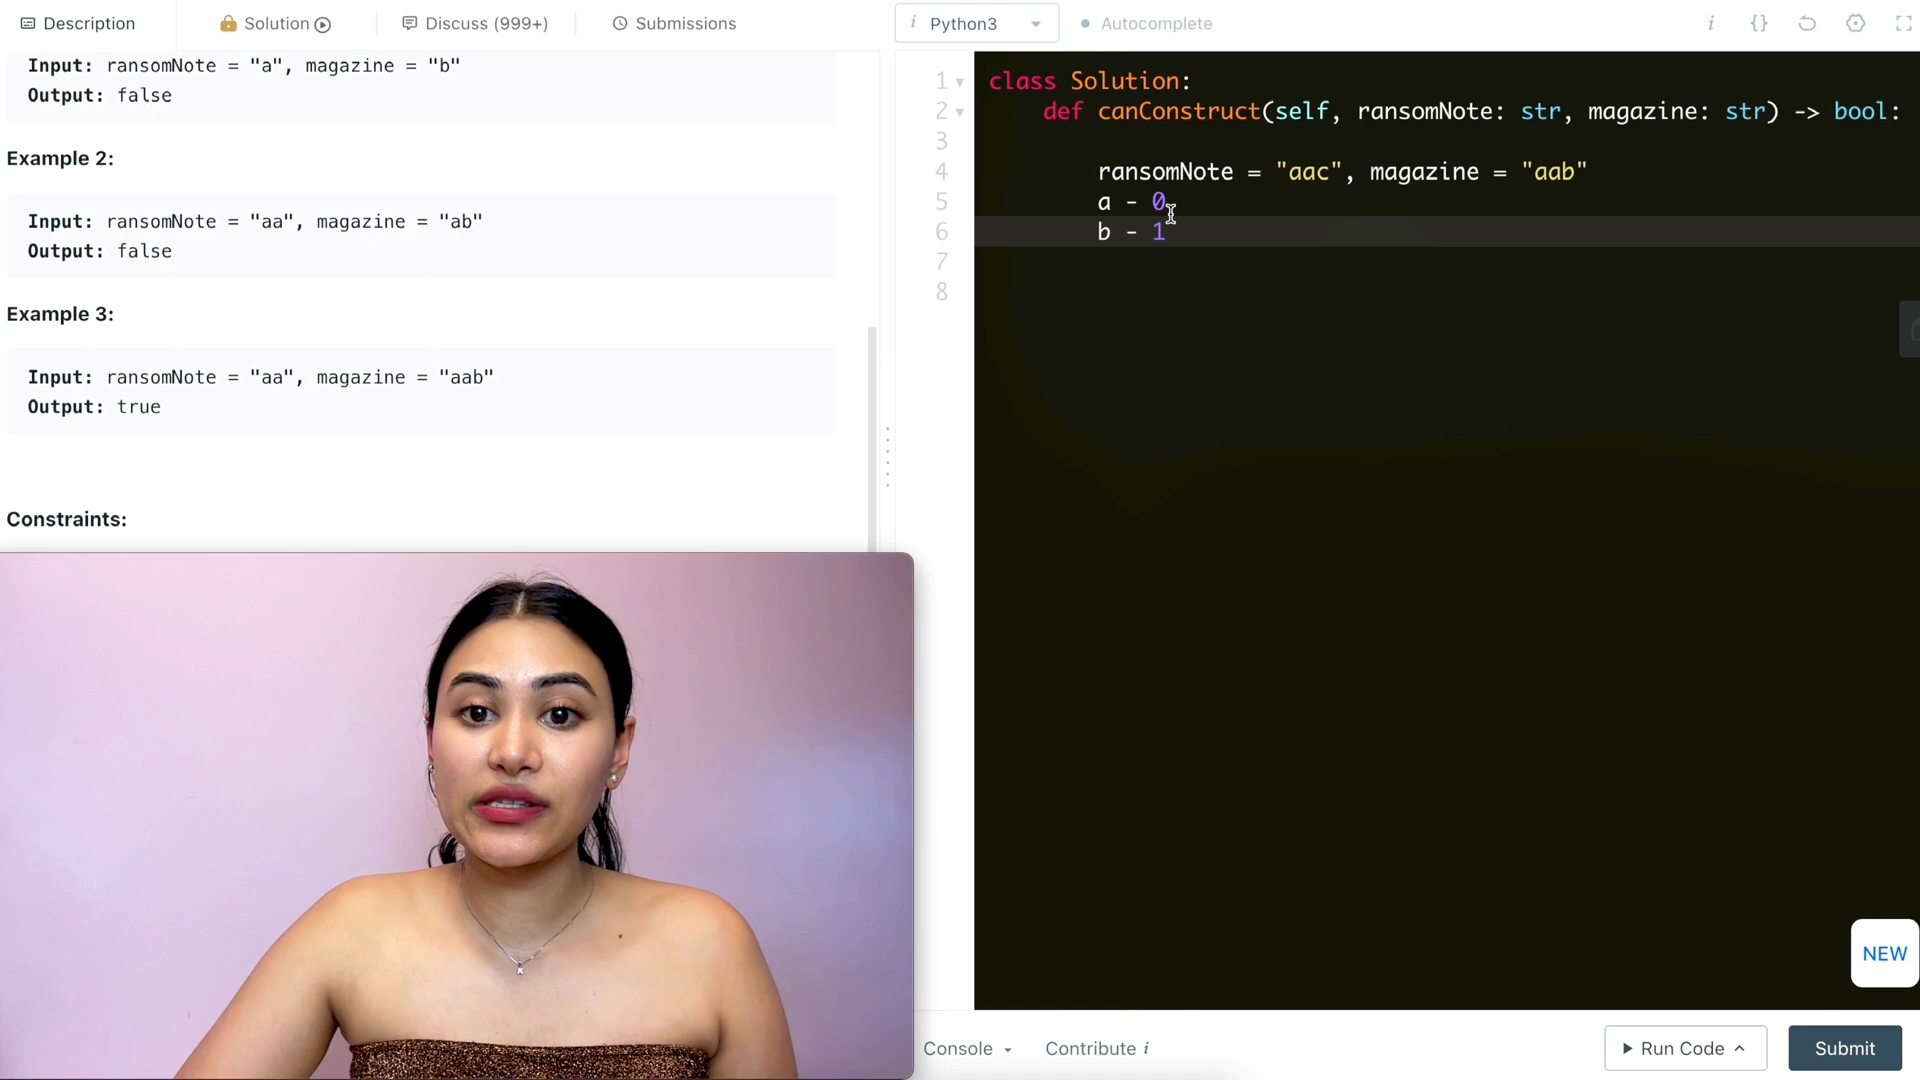 Description
Solution
Discuss (999+)
Submissions
Input: ransomNote = "a", magazine = "b"
Output: false
Example 2:
Input: ransomNote = "aa", magazine = "ab"
Output: false
Example 3:
Input: ransomNote = "aa", magazine = "aab"
Output: true
Constraints:
i Python3
Autocomplete
i {}
1 class Solution:
2 def canConstruct(self, ransomNote: str, magazine: str) -> bool:
3
4 ransomNote = "aac", magazine = "aab"
5 a - 0
6 b - 1
7
8
NEW
Console
Contribute i
Run Code
Submit